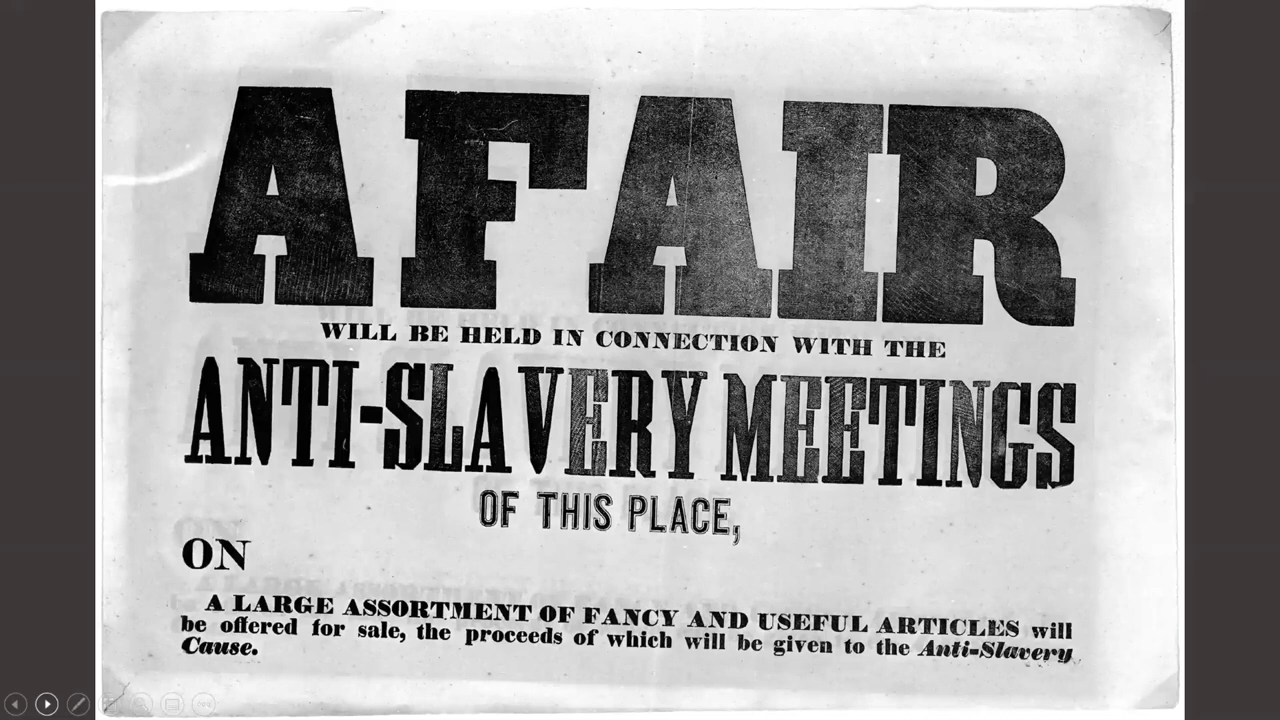 A FAIR
WILL BE HELD IN CONNECTION WITH THE
ANTI-SLAVERY MEETINGS
OF THIS PLACE,
ON
A LARGE ASSORTMENT OF FANCY AND USEFUL ARTICLES will
be offered for sale, the proceeds of which will be given to the Anti-Slavery
Cause.